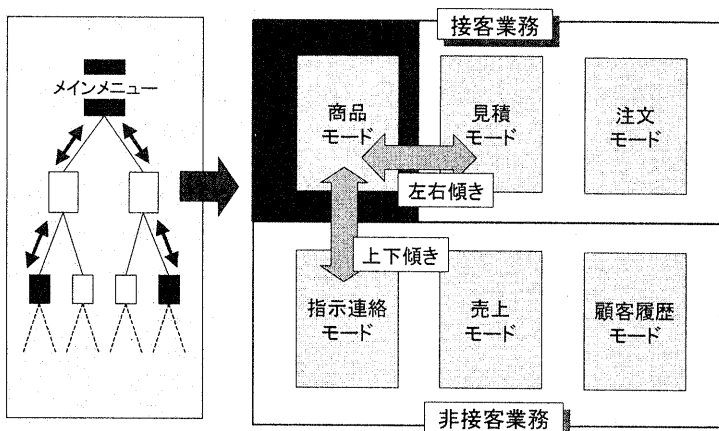 メインメニュー
接客業務
商品
モード
見積
モード
注文
モード
左右傾き
上下傾き
指示連絡
モード
売上
モード
顧客履歴
モード
非接客業務